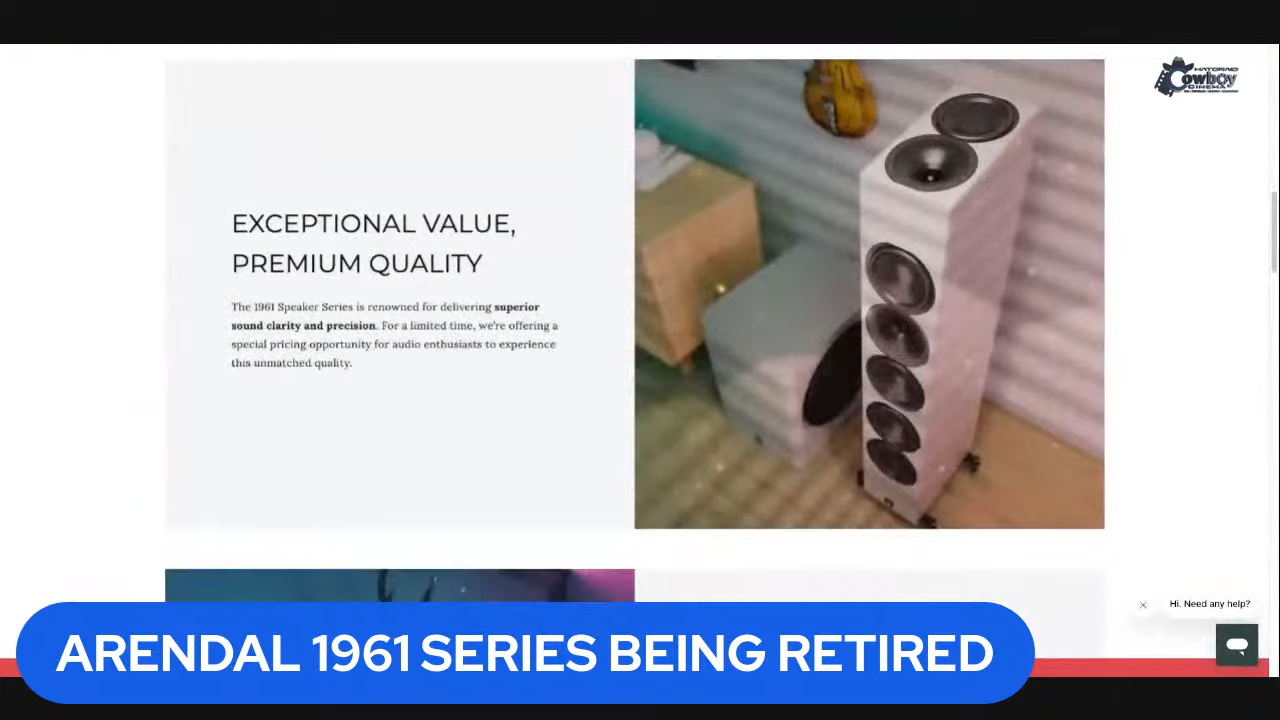 Cowboy
CINEMA
EXCEPTIONAL VALUE,
PREMIUM QUALITY
The 1961 Speaker Series is renowned for delivering superior
sound clarity and precision. For a limited time, we're offering a
special pricing opportunity for audio enthusiasts to experience
this unmatched quality.
Hi. Need any help?
ARENDAL 1961 SERIES BEING RETIRED